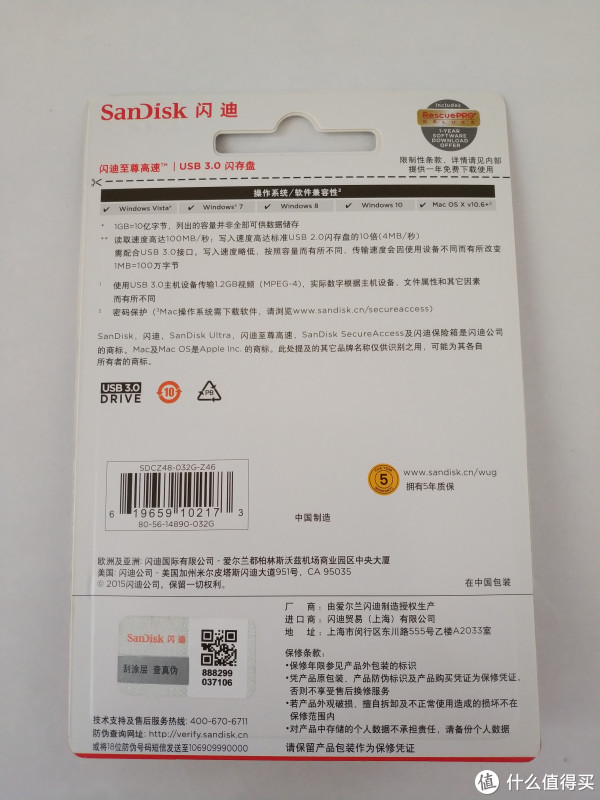 SanDisk 闪迪
Includes
RescuePRO®
DELUXE
1-YEAR
SOFTWARE
DOWNLOAD
OFFER
闪迪至尊高速™ | USB 3.0 闪存盘
限制性条款，详情请见内部
提供一年免费下载使用
操作系统/软件兼容性²
✓ Windows Vista® ✓ Windows® 7 ✓ Windows 8 ✓ Windows 10 ✓ Mac OS X v10.6+³
* 1GB=10亿字节，列出的容量并非全部可供数据储存
** 读取速度高达100MB/秒；写入速度高达标准USB 2.0闪存盘的10倍(4MB/秒)
需配合USB 3.0接口，写入速度略低，按照容量而有所不同，传输速度会因使用设备不同而有所改变
1MB=100万字节
¹ 使用USB 3.0主机设备传输1.2GB视频（MPEG-4），实际数字根据主机设备、文件属性和其它因素
而有所不同
² 密码保护（³Mac操作系统需下载软件，请浏览www.sandisk.com/secureaccess）
SanDisk，闪迪，SanDisk Ultra，闪迪至尊高速，SanDisk SecureAccess及闪迪保险箱是闪迪公司
的商标。Mac及Mac OS是Apple Inc. 的商标。此处提及的其它品牌名称仅供识别之用，可能为其各自
所有者的商标。
USB 3.0
DRIVE
10
PB
SDCZ48-032G-Z46
6 19659 10217 3
80-56-14890-032G
5
www.sandisk.cn/wug
拥有5年质保
中国制造
欧洲及亚洲: 闪迪国际有限公司 · 爱尔兰都柏林斯沃兹机场商业园区中央大厦
美国: 闪迪公司 · 美国加州米尔皮塔斯闪迪大道951号，CA 95035
© 2015闪迪公司，保留一切权利。
在中国包装
SanDisk 闪迪
刮涂层 查真伪
888299
037106
厂 商：由爱尔兰闪迪制造授权生产
进 口 商：闪迪贸易（上海）有限公司
地 址：上海市闵行区东川路555号戊楼A2033室
保修条款：
•保修年限参见产品外包装的标识
•凭产品原包装、产品防伪标识及产品购买凭证为保修凭证，
否则不享受售后换修服务
•若产品外观破损、擅自拆卸及不正常使用造成的损坏不在
保修范围内
•对产品中存储的个人数据不承担责任，请备份个人数据
技术支持及售后服务热线: 400-670-6711
防伪查询网址: http://verify.sandisk.cn
或将18位防伪号码短信发送至106909990000
请保留产品包装作为保修凭证
值 什么值得买